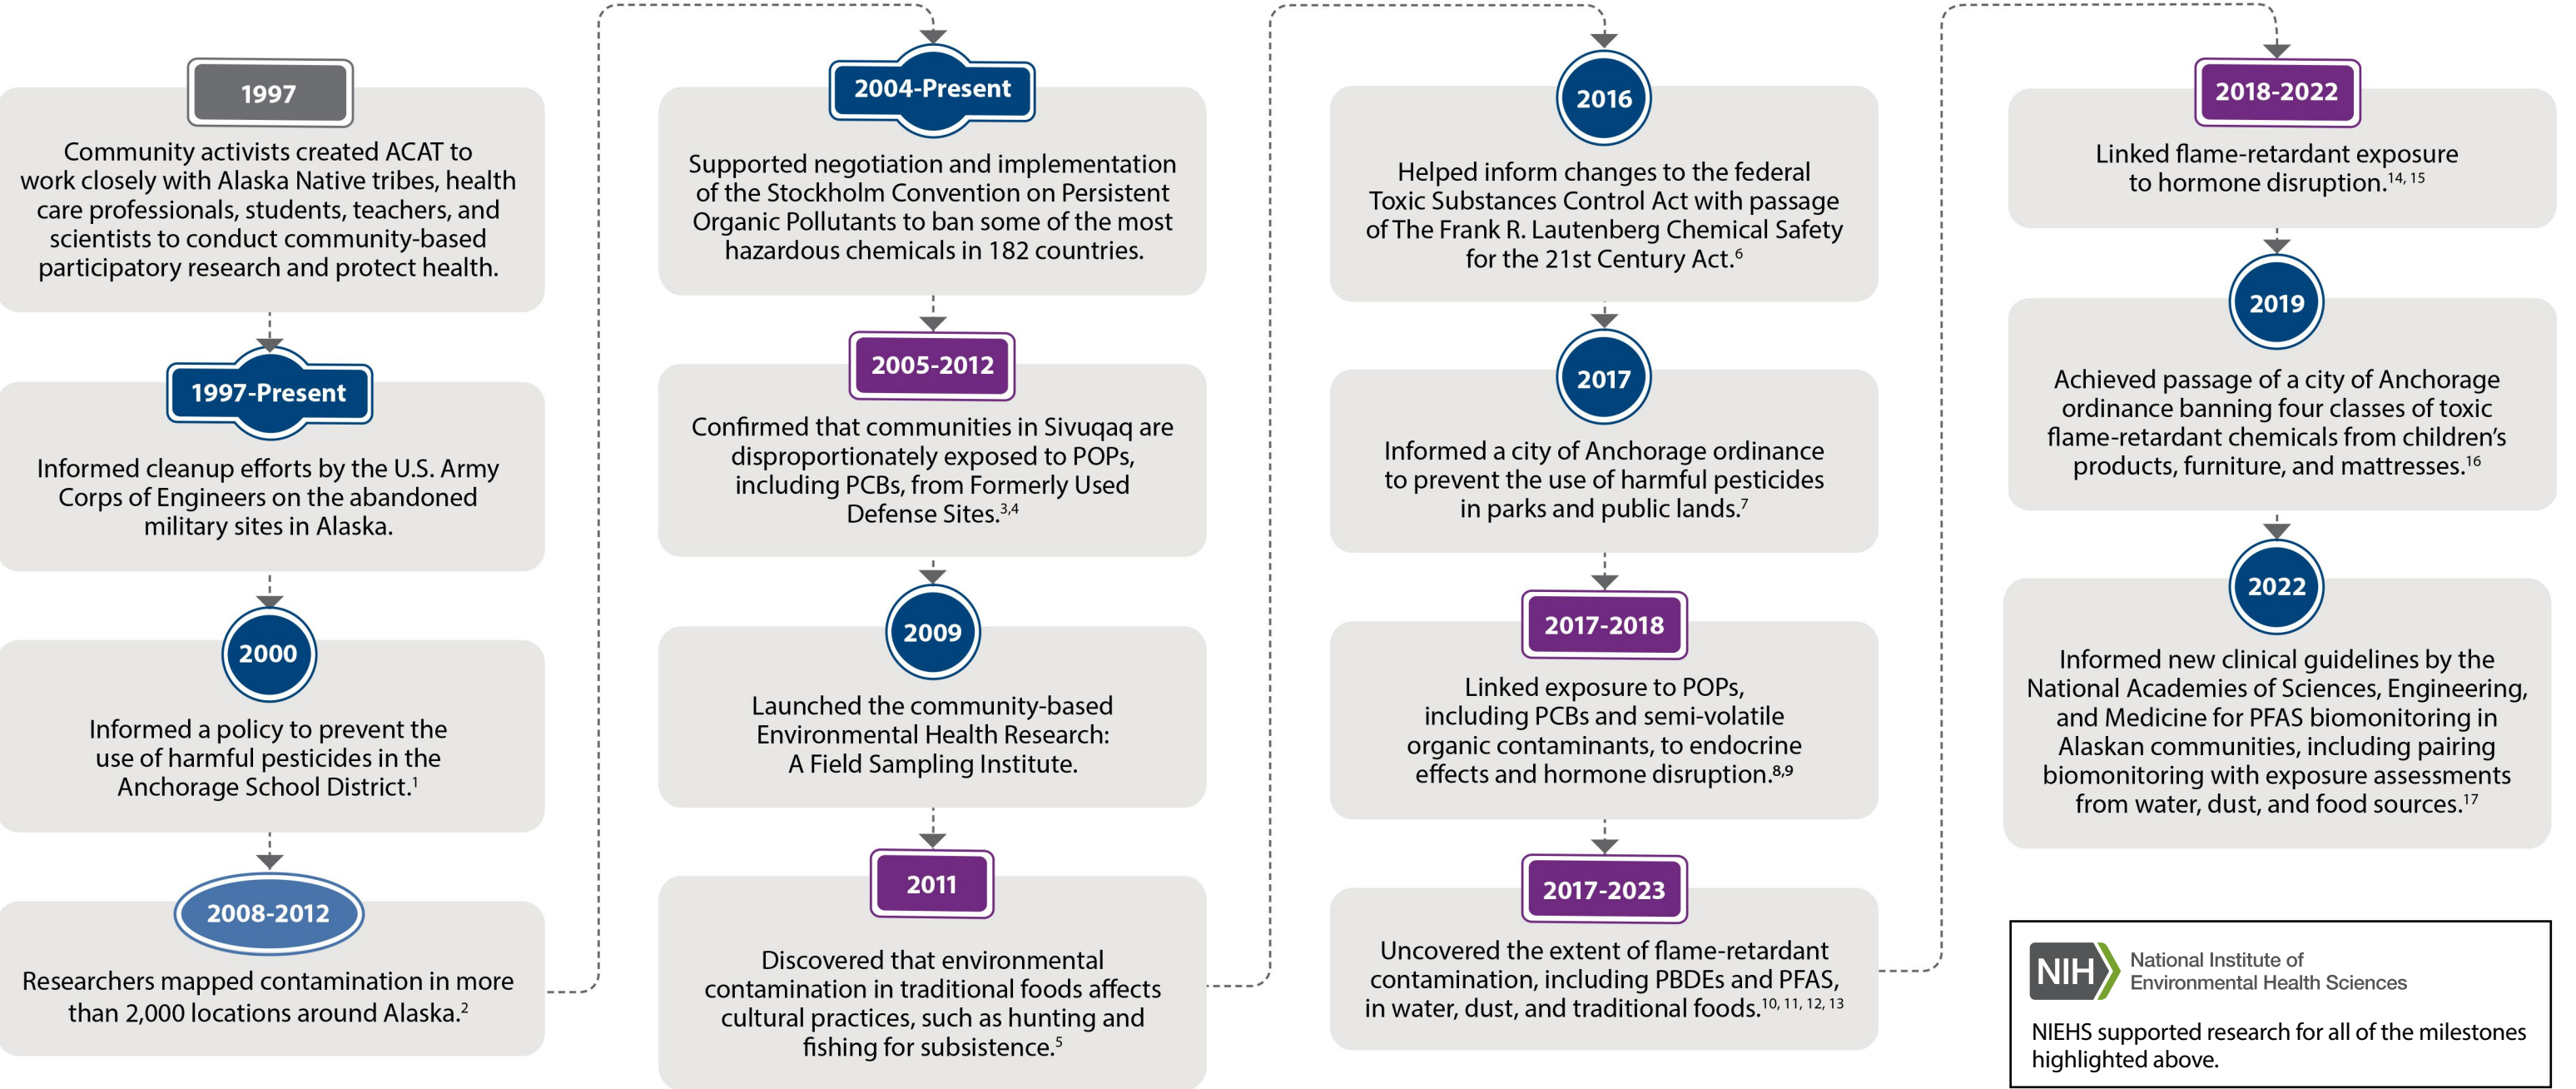 1997
Community activists created ACAT to
work closely with Alaska Native tribes, health
care professionals, students, teachers, and
scientists to conduct community-based
participatory research and protect health.
1997-Present
Informed cleanup efforts by the U.S. Army
Corps of Engineers on the abandoned
military sites in Alaska.
2000
Informed a policy to prevent the
use of harmful pesticides in the
Anchorage School District.1
2008-2012
Researchers mapped contamination in more
than 2,000 locations around Alaska.2
2004-Present
Supported negotiation and implementation
of the Stockholm Convention on Persistent
Organic Pollutants to ban some of the most
hazardous chemicals in 182 countries.
2005-2012
Confirmed that communities in Sivuqaq are
disproportionately exposed to POPs,
including PCBs, from Formerly Used
Defense Sites.3,4
2009
Launched the community-based
Environmental Health Research:
A Field Sampling Institute.
2011
Discovered that environmental
contamination in traditional foods affects
cultural practices, such as hunting and
fishing for subsistence.5
2016
Helped inform changes to the federal
Toxic Substances Control Act with passage
of The Frank R. Lautenberg Chemical Safety
for the 21st Century Act.6
2017
Informed a city of Anchorage ordinance
to prevent the use of harmful pesticides
in parks and public lands.7
2017-2018
Linked exposure to POPs,
including PCBs and semi-volatile
organic contaminants, to endocrine
effects and hormone disruption.8,9
2017-2023
Uncovered the extent of flame-retardant
contamination, including PBDEs and PFAS,
in water, dust, and traditional foods.10, 11, 12, 13
2018-2022
Linked flame-retardant exposure
to hormone disruption.14, 15
2019
Achieved passage of a city of Anchorage
ordinance banning four classes of toxic
flame-retardant chemicals from children’s
products, furniture, and mattresses.16
2022
Informed new clinical guidelines by the
National Academies of Sciences, Engineering,
and Medicine for PFAS biomonitoring in
Alaskan communities, including pairing
biomonitoring with exposure assessments
from water, dust, and food sources.17
NIH
National Institute of
Environmental Health Sciences
NIEHS supported research for all of the milestones
highlighted above.